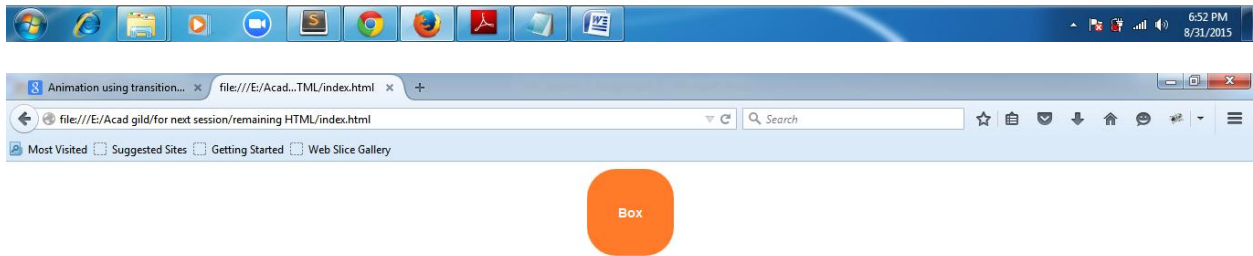 6:52 PM
8/31/2015
Animation using transition...
file:///E:/Acad...TML/index.html
file:///E:/Acad gild/for next session/remaining HTML/index.html
Search
Most Visited Suggested Sites Getting Started Web Slice Gallery
Box